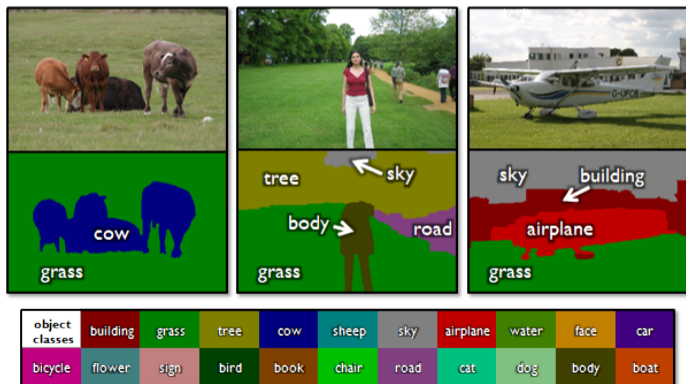 G-UFCB
sky
tree
sky
building
body
road
airplane
cow
grass
grass
grass
object classes
building
grass
tree
cow
sheep
sky
airplane
water
face
car
bicycle
flower
sign
bird
book
chair
road
cat
dog
body
boat